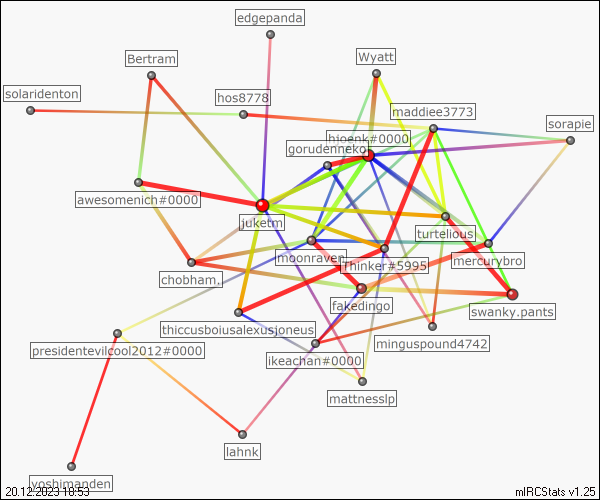 edgepanda
Bertram
Wyatt
solaridenton
hos8778
maddiee3773
sorapie
bjoenk#0000
gorudenneko
awesomenich#0000
juketm
turtelious
moonraven
mercurybro
Thinker#5995
chobham.
fakedingo
swanky.pants
thiccusboiusalexusjoneus
minguspound4742
presidentevilcool2012#0000
ikeachan#0000
mattnesslp
lahnk
yoshimanden
20.12.2023 18:53
mIRCStats v1.25